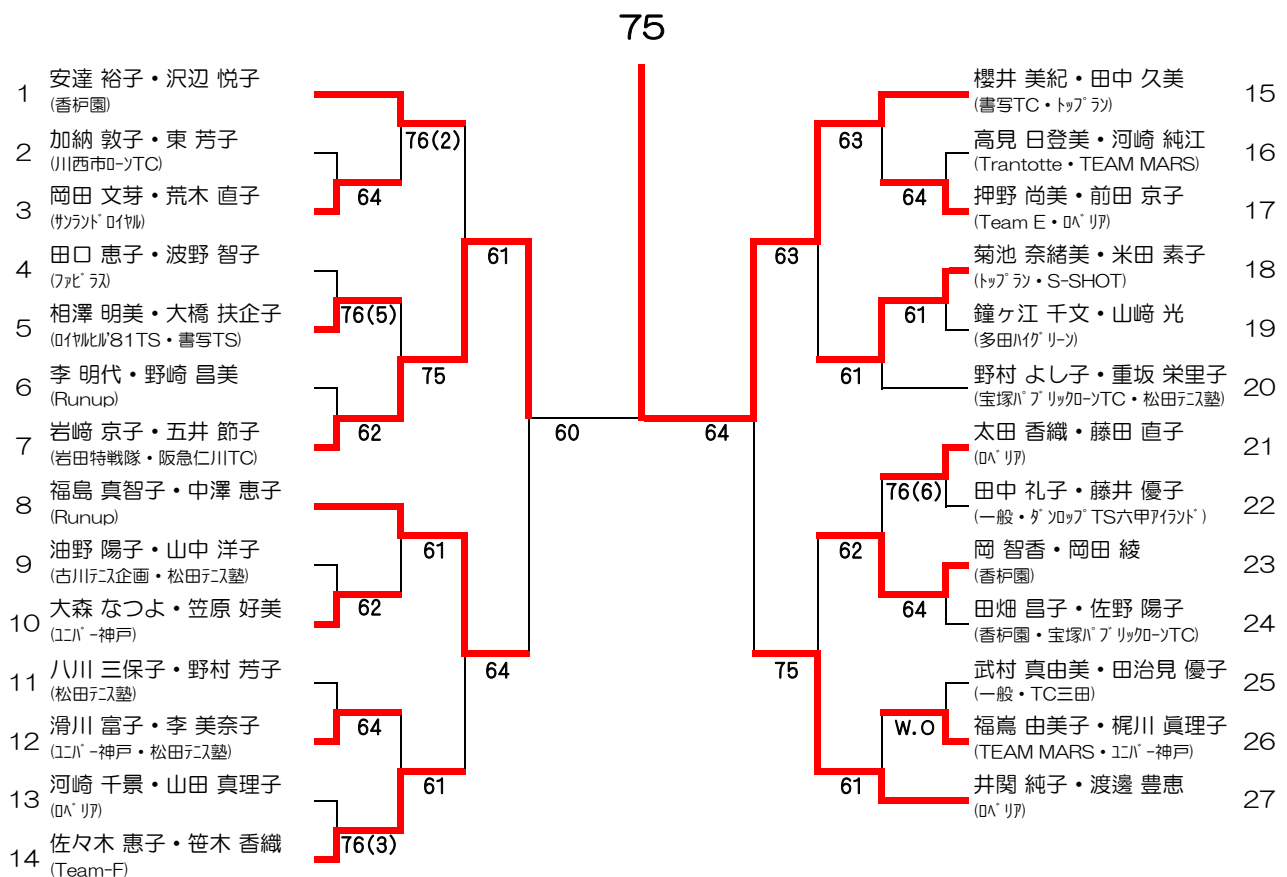 75
1
安達 裕子・沢辺 悦子
(香枦園)
2
加納 敦子・東 芳子
(川西市ﾛｰﾝTC)
3
岡田 文芽・荒木 直子
(ｻﾝﾗﾝﾄﾞﾛｲﾔﾙ)
4
田口 恵子・波野 智子
(ﾌｧﾋﾞﾗｽ)
5
相澤 明美・大橋 扶企子
(ﾛｲﾔﾙﾋﾙ'81TS・書写TS)
6
李 明代・野崎 昌美
(Runup)
7
岩﨑 京子・五井 節子
(岩田特戦隊・阪急仁川TC)
8
福島 真智子・中澤 恵子
(Runup)
9
油野 陽子・山中 洋子
(古川ﾃﾆｽ企画・松田ﾃﾆｽ塾)
10
大森 なつよ・笠原 好美
(ﾕﾆﾊﾞｰ神戸)
11
八川 三保子・野村 芳子
(松田ﾃﾆｽ塾)
12
滑川 富子・李 美奈子
(ﾕﾆﾊﾞｰ神戸・松田ﾃﾆｽ塾)
13
河崎 千景・山田 真理子
(ﾛﾍﾞﾘｱ)
14
佐々木 惠子・笹木 香織
(Team-F)
76(2)
64
76(5)
75
62
61
61
62
64
64
61
76(3)
60
64
63
64
63
61
61
76(6)
62
64
75
W.O
61
櫻井 美紀・田中 久美
(書写TC・ﾄｯﾌﾟﾗﾝ)
15
高見 日登美・河崎 純江
(Trantotte・TEAM MARS)
16
押野 尚美・前田 京子
(Team E・ﾛﾍﾞﾘｱ)
17
菊池 奈緒美・米田 素子
(ﾄｯﾌﾟﾗﾝ・S-SHOT)
18
鐘ヶ江 千文・山﨑 光
(多田ﾊｲｸﾞﾘｰﾝ)
19
野村 よし子・重坂 栄里子
(宝塚ﾊﾟﾌﾞﾘｯｸﾛｰﾝTC・松田ﾃﾆｽ塾)
20
太田 香織・藤田 直子
(ﾛﾍﾞﾘｱ)
21
田中 礼子・藤井 優子
(一般・ﾀﾞﾝﾛｯﾌﾟTS六甲ｱｲﾗﾝﾄﾞ)
22
岡 智香・岡田 綾
(香枦園)
23
田畑 昌子・佐野 陽子
(香枦園・宝塚ﾊﾟﾌﾞﾘｯｸﾛｰﾝTC)
24
武村 真由美・田治見 優子
(一般・TC三田)
25
福嶌 由美子・梶川 眞理子
(TEAM MARS・ﾕﾆﾊﾞｰ神戸)
26
井関 純子・渡邊 豊恵
(ﾛﾍﾞﾘｱ)
27